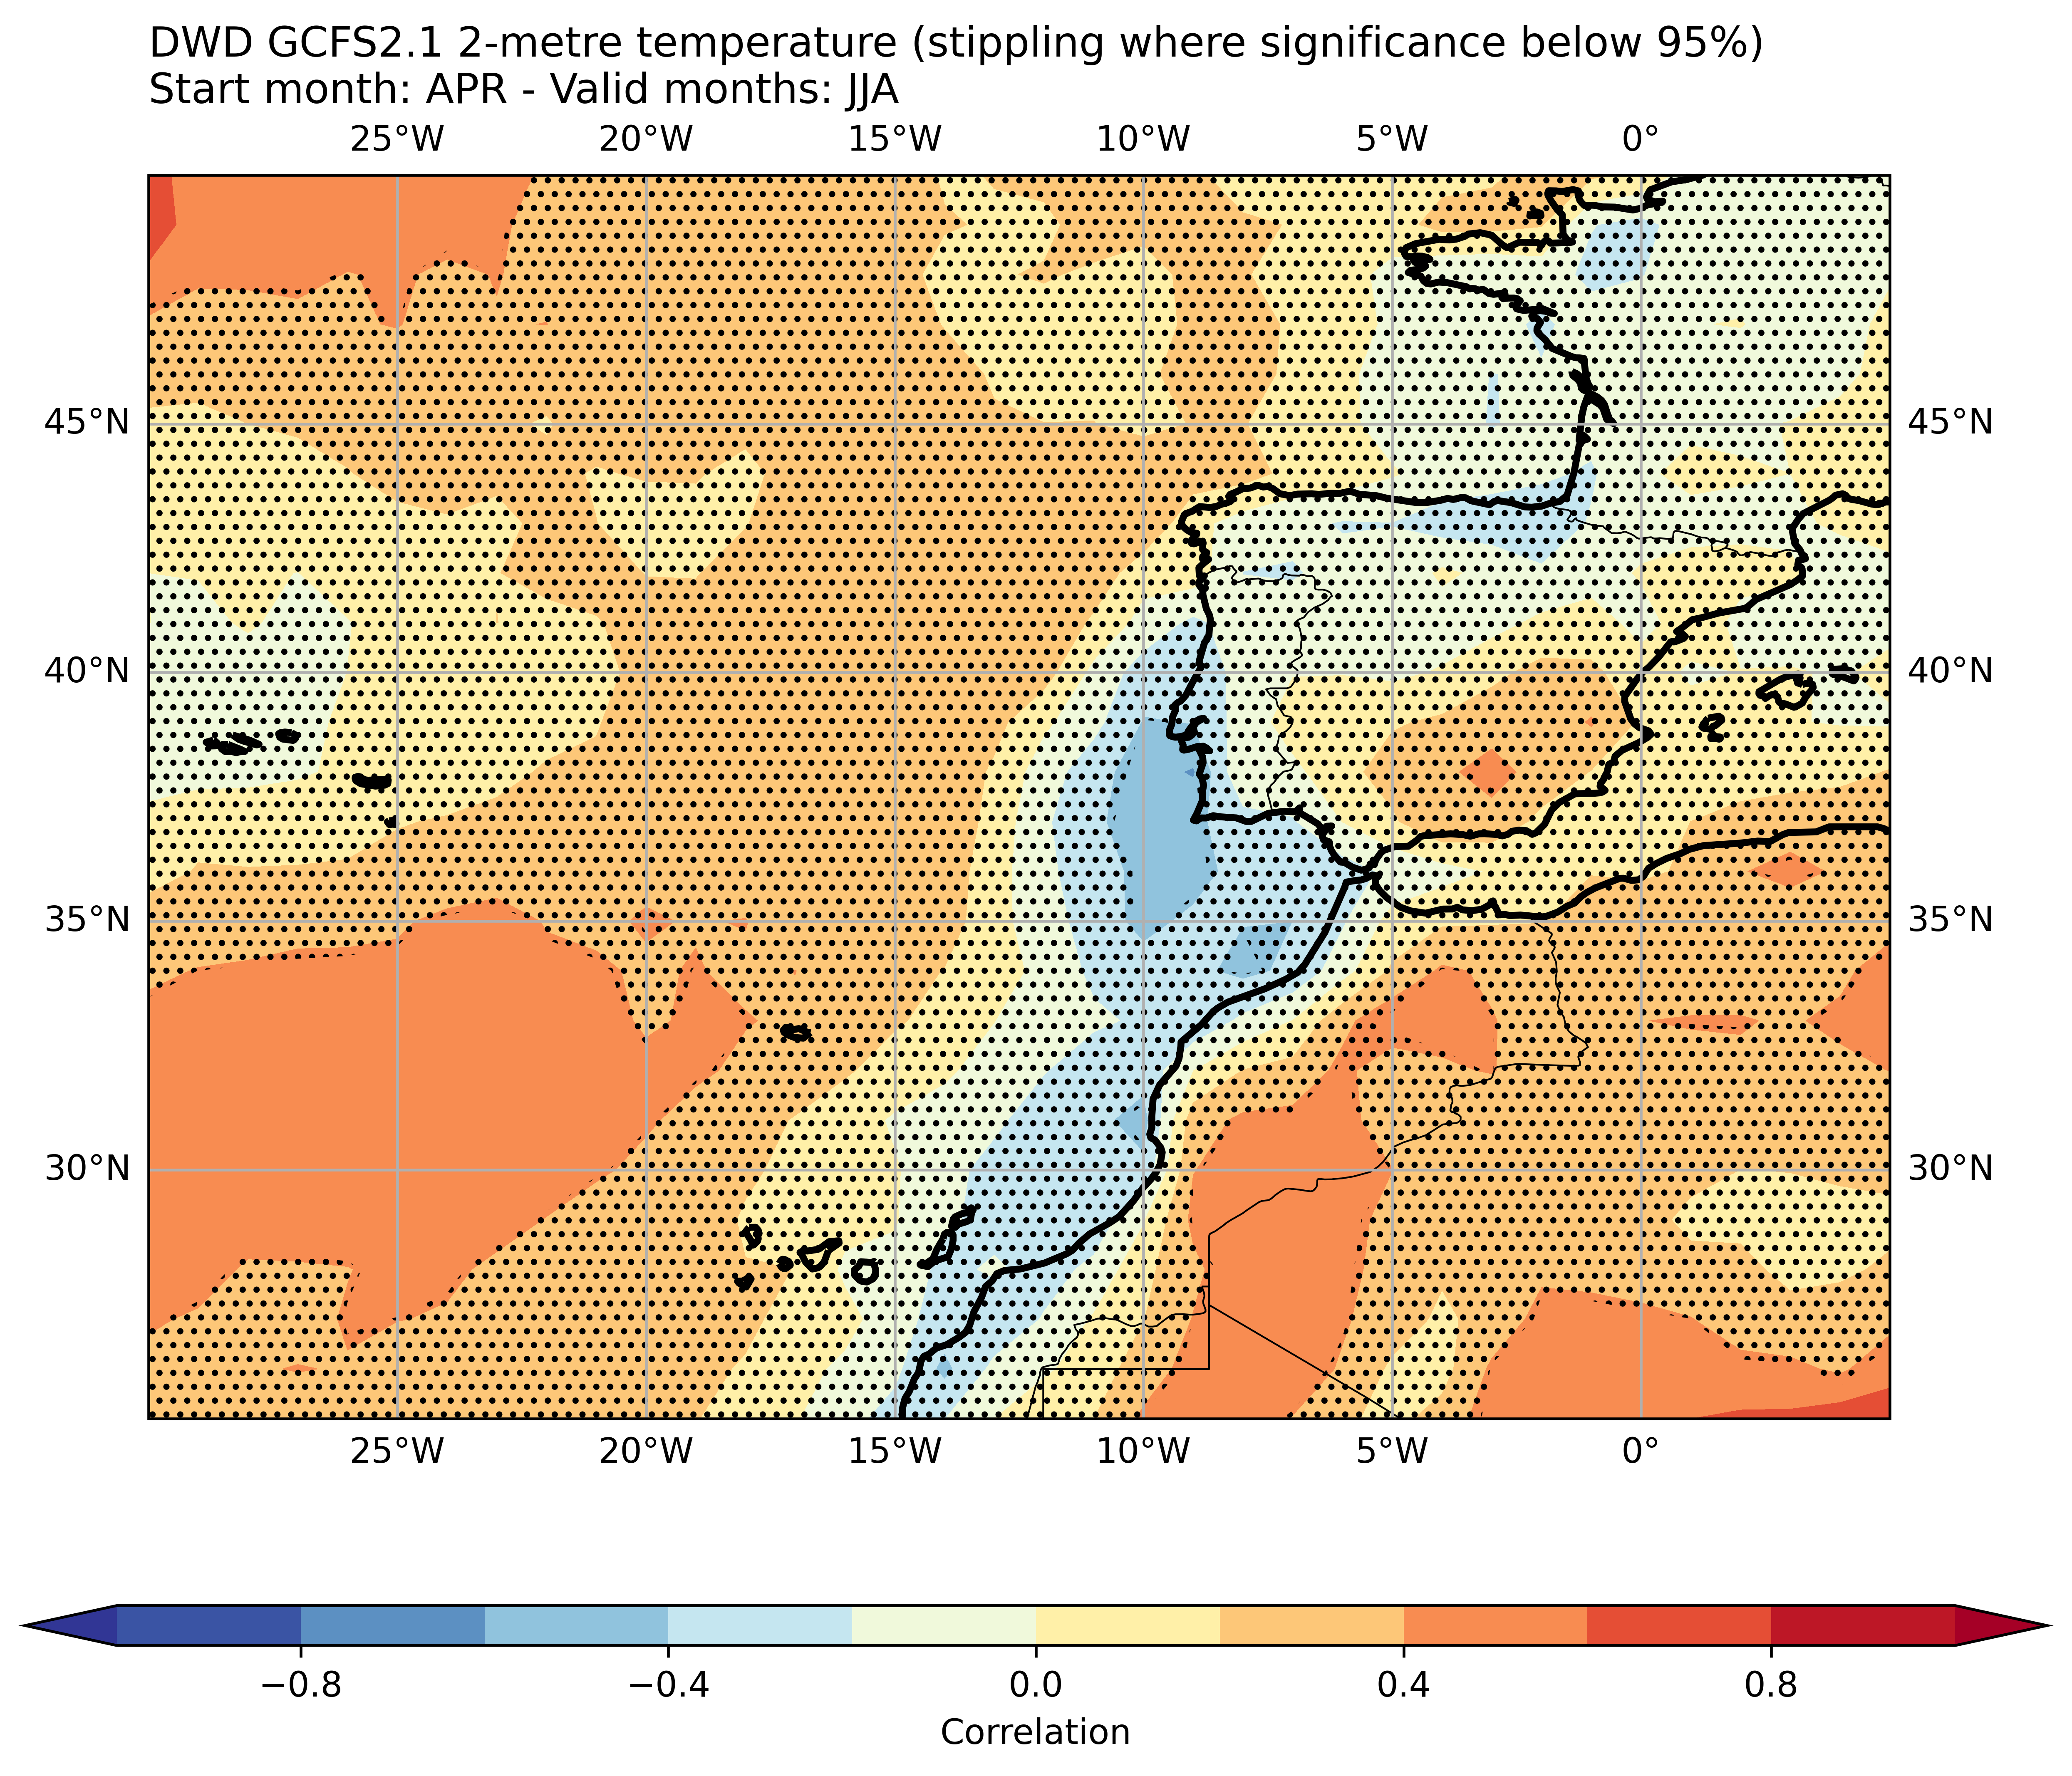 DWD GCFS2.1 2-metre temperature (stippling where significance below 95%)
Start month: APR - Valid months: JJA
25°W 20°W 15°W 10°W 5°W 0°
45°N 45°N
40°N 40°N
35°N 35°N
30°N 30°N
25°W 20°W 15°W 10°W 5°W 0°
−0.8 −0.4 0.0 0.4 0.8
Correlation